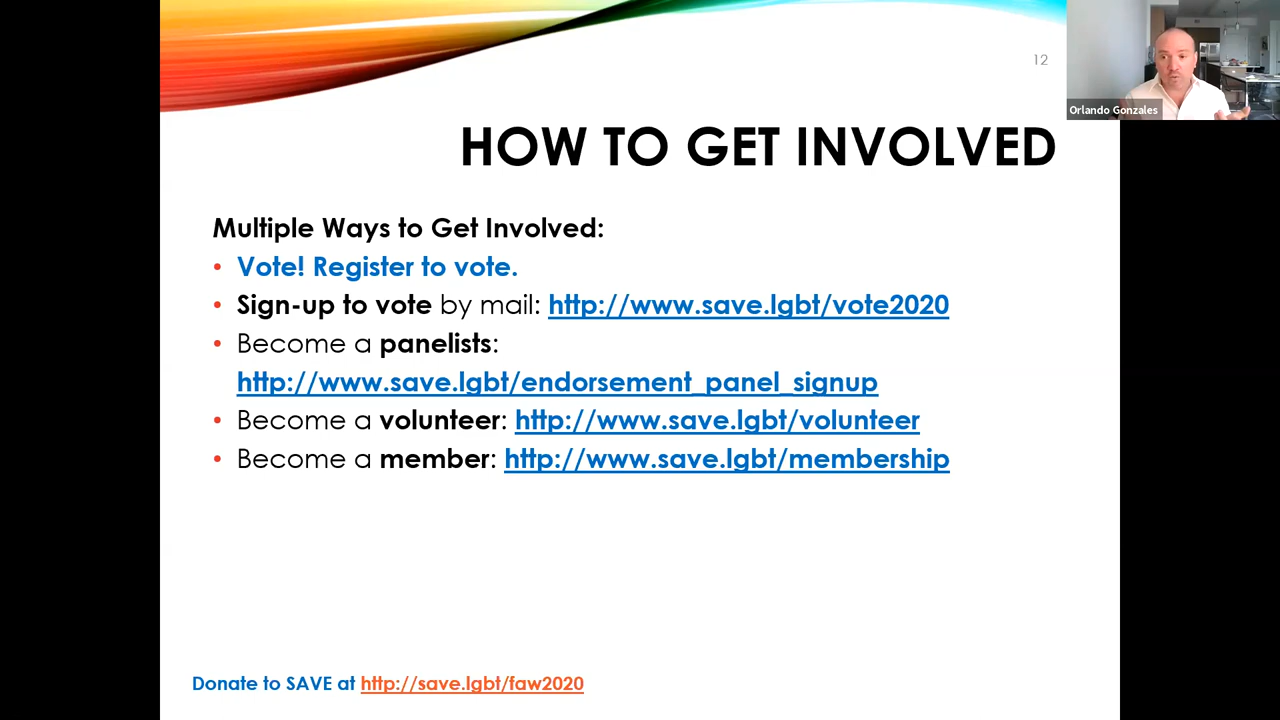 12
Orlando Gonzales
HOW TO GET INVOLVED
Multiple Ways to Get Involved:
• Vote! Register to vote.
• Sign-up to vote by mail: http://www.save.lgbt/vote2020
• Become a panelists:
http://www.save.lgbt/endorsement_panel_signup
• Become a volunteer: http://www.save.lgbt/volunteer
• Become a member: http://www.save.lgbt/membership
Donate to SAVE at http://save.lgbt/faw2020